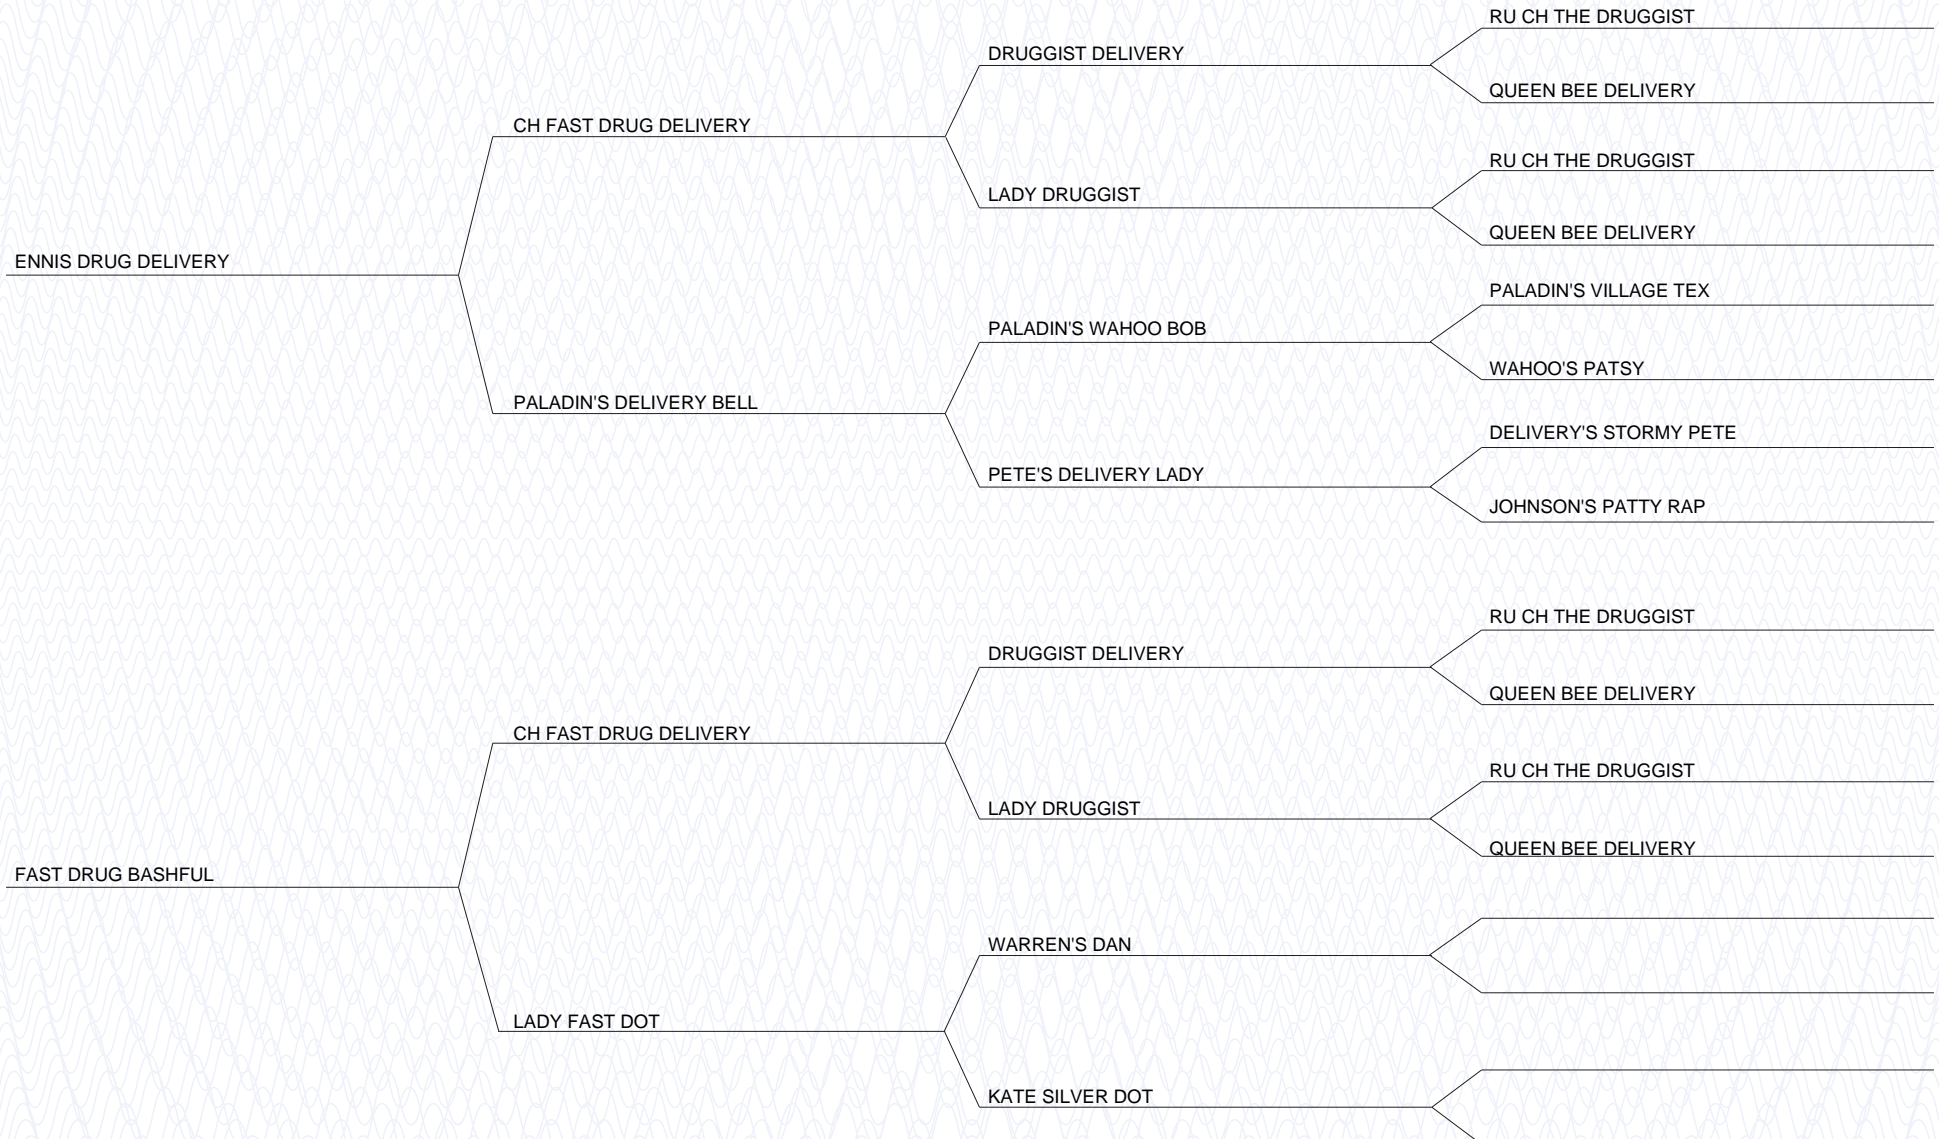 RU CH THE DRUGGIST
DRUGGIST DELIVERY
QUEEN BEE DELIVERY
CH FAST DRUG DELIVERY
RU CH THE DRUGGIST
LADY DRUGGIST
QUEEN BEE DELIVERY
ENNIS DRUG DELIVERY
PALADIN'S VILLAGE TEX
PALADIN'S WAHOO BOB
WAHOO'S PATSY
PALADIN'S DELIVERY BELL
DELIVERY'S STORMY PETE
PETE'S DELIVERY LADY
JOHNSON'S PATTY RAP
RU CH THE DRUGGIST
DRUGGIST DELIVERY
QUEEN BEE DELIVERY
CH FAST DRUG DELIVERY
RU CH THE DRUGGIST
LADY DRUGGIST
QUEEN BEE DELIVERY
FAST DRUG BASHFUL
WARREN'S DAN
LADY FAST DOT
KATE SILVER DOT